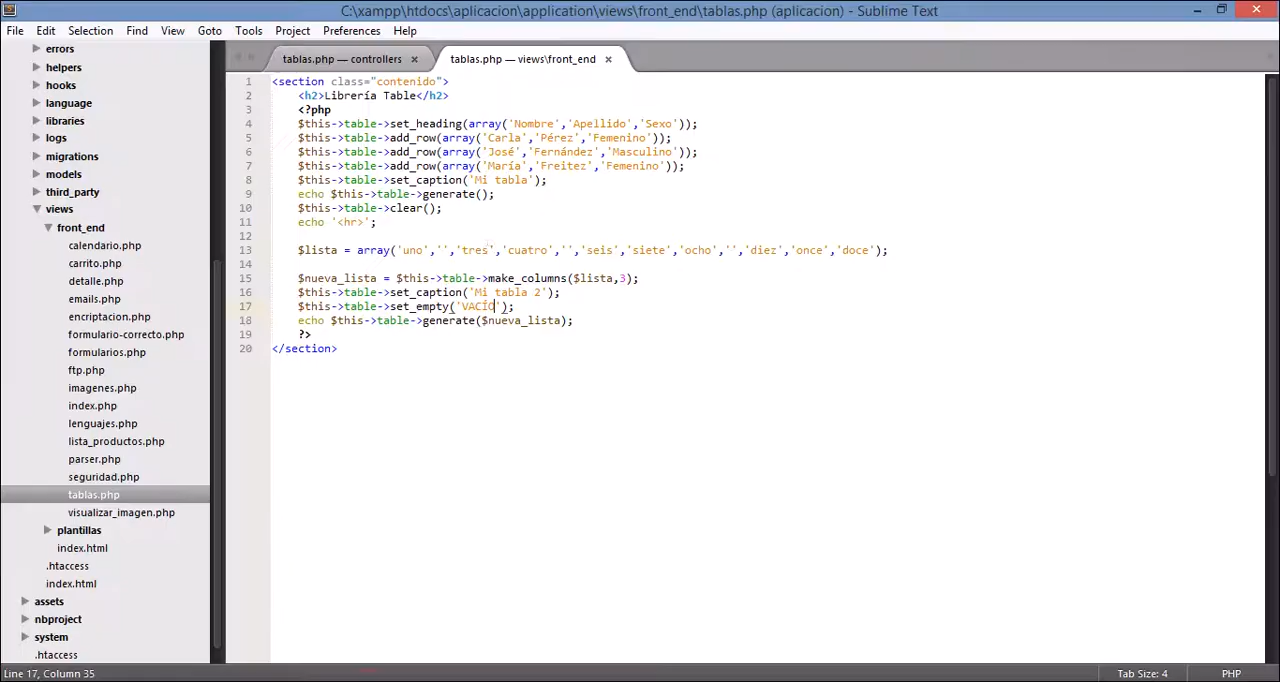 C:\xampp\htdocs\aplicacion\application\views\front_end\tablas.php (aplicacion) - Sublime Text
File Edit Selection Find View Goto Tools Project Preferences Help
errors
helpers
hooks
language
libraries
logs
migrations
models
third_party
views
front_end
calendario.php
carrito.php
detalle.php
emails.php
encriptacion.php
formulario-correcto.php
formularios.php
ftp.php
imagenes.php
index.php
lenguajes.php
lista_productos.php
parser.php
seguridad.php
tablas.php
visualizar_imagen.php
plantillas
index.html
.htaccess
index.html
assets
nbproject
system
.htaccess
tablas.php — controllers × tablas.php — views\front_end ×
1 <section class="contenido">
2 <h2>Librería Table</h2>
3 <?php
4 $this->table->set_heading(array('Nombre','Apellido','Sexo'));
5 $this->table->add_row(array('Carla','Pérez','Femenino'));
6 $this->table->add_row(array('José','Fernández','Masculino'));
7 $this->table->add_row(array('María','Freitez','Femenino'));
8 $this->table->set_caption('Mi tabla');
9 echo $this->table->generate();
10 $this->table->clear();
11 echo '<hr>';
12
13 $lista = array('uno','','tres','cuatro','','seis','siete','ocho','','diez','once','doce');
14
15 $nueva_lista = $this->table->make_columns($lista,3);
16 $this->table->set_caption('Mi tabla 2');
17 $this->table->set_empty('VACÍO');
18 echo $this->table->generate($nueva_lista);
19 ?>
20 </section>
Line 17, Column 35 Tab Size: 4 PHP